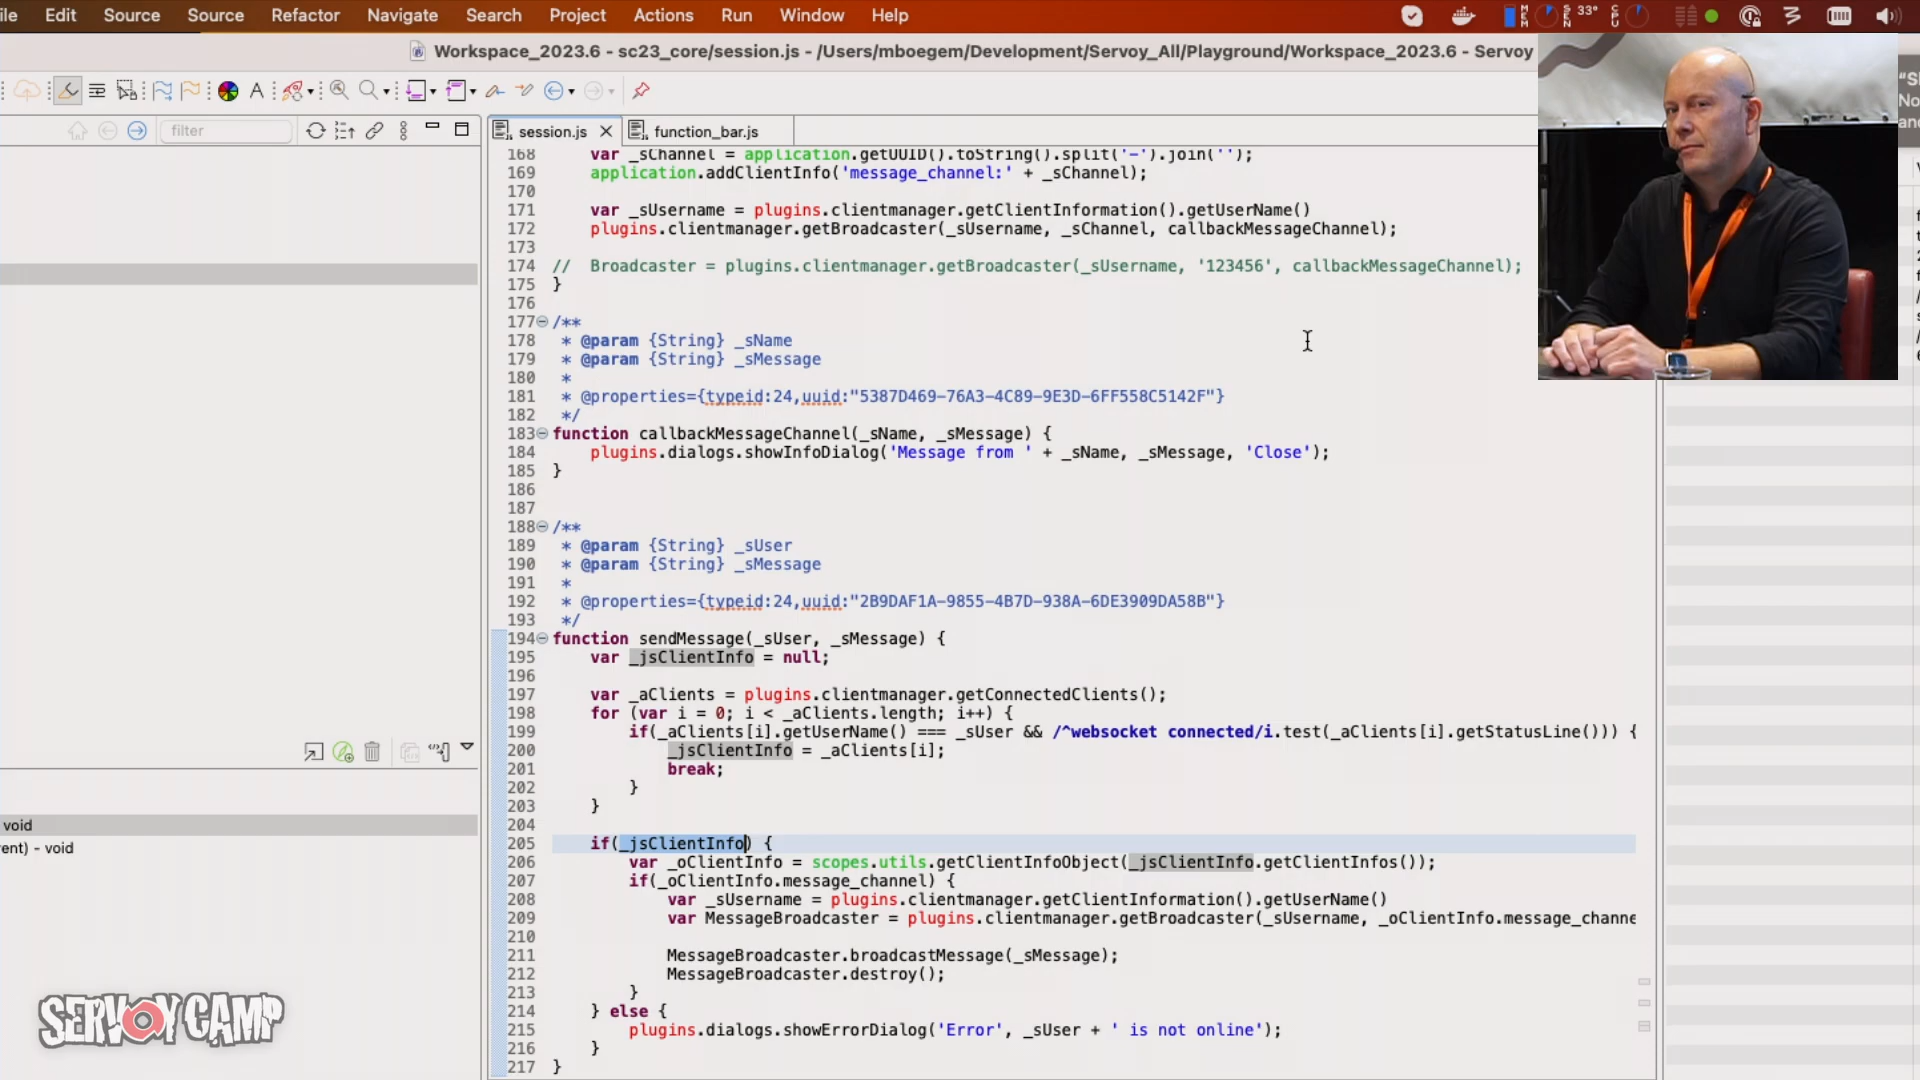 ile Edit Source Source Refactor Navigate Search Project Actions Run Window Help MEM SEN 33° CPU
Workspace_2023.6 - sc23_core/session.js - /Users/mboegem/Development/Servoy_All/Playground/Workspace_2023.6 - Servoy
filter
session.js
function_bar.js
168 var _sChannel = application.getUUID().toString().split('-').join('');
169 application.addClientInfo('message_channel:' + _sChannel);
170
171 var _sUsername = plugins.clientmanager.getClientInformation().getUserName()
172 plugins.clientmanager.getBroadcaster(_sUsername, _sChannel, callbackMessageChannel);
173
174 // Broadcaster = plugins.clientmanager.getBroadcaster(_sUsername, '123456', callbackMessageChannel);
175 }
176
177 /**
178 * @param {String} _sName
179 * @param {String} _sMessage
180 *
181 * @properties={typeid:24,uuid:"5387D469-76A3-4C89-9E3D-6FF558C5142F"}
182 */
183 function callbackMessageChannel(_sName, _sMessage) {
184 plugins.dialogs.showInfoDialog('Message from ' + _sName, _sMessage, 'Close');
185 }
186
187
188 /**
189 * @param {String} _sUser
190 * @param {String} _sMessage
191 *
192 * @properties={typeid:24,uuid:"2B9DAF1A-9855-4B7D-938A-6DE3909DA58B"}
193 */
194 function sendMessage(_sUser, _sMessage) {
195 var _jsClientInfo = null;
196
197 var _aClients = plugins.clientmanager.getConnectedClients();
198 for (var i = 0; i < _aClients.length; i++) {
199 if(_aClients[i].getUserName() === _sUser && /^websocket connected/i.test(_aClients[i].getStatusLine())) {
200 _jsClientInfo = _aClients[i];
201 break;
202 }
203 }
204
205 if(_jsClientInfo) {
206 var _oClientInfo = scopes.utils.getClientInfoObject(_jsClientInfo.getClientInfos());
207 if(_oClientInfo.message_channel) {
208 var _sUsername = plugins.clientmanager.getClientInformation().getUserName()
209 var MessageBroadcaster = plugins.clientmanager.getBroadcaster(_sUsername, _oClientInfo.message_channe
210
211 MessageBroadcaster.broadcastMessage(_sMessage);
212 MessageBroadcaster.destroy();
213 }
214 } else {
215 plugins.dialogs.showErrorDialog('Error', _sUser + ' is not online');
216 }
217 }
void
ent) - void
SERVOY CAMP